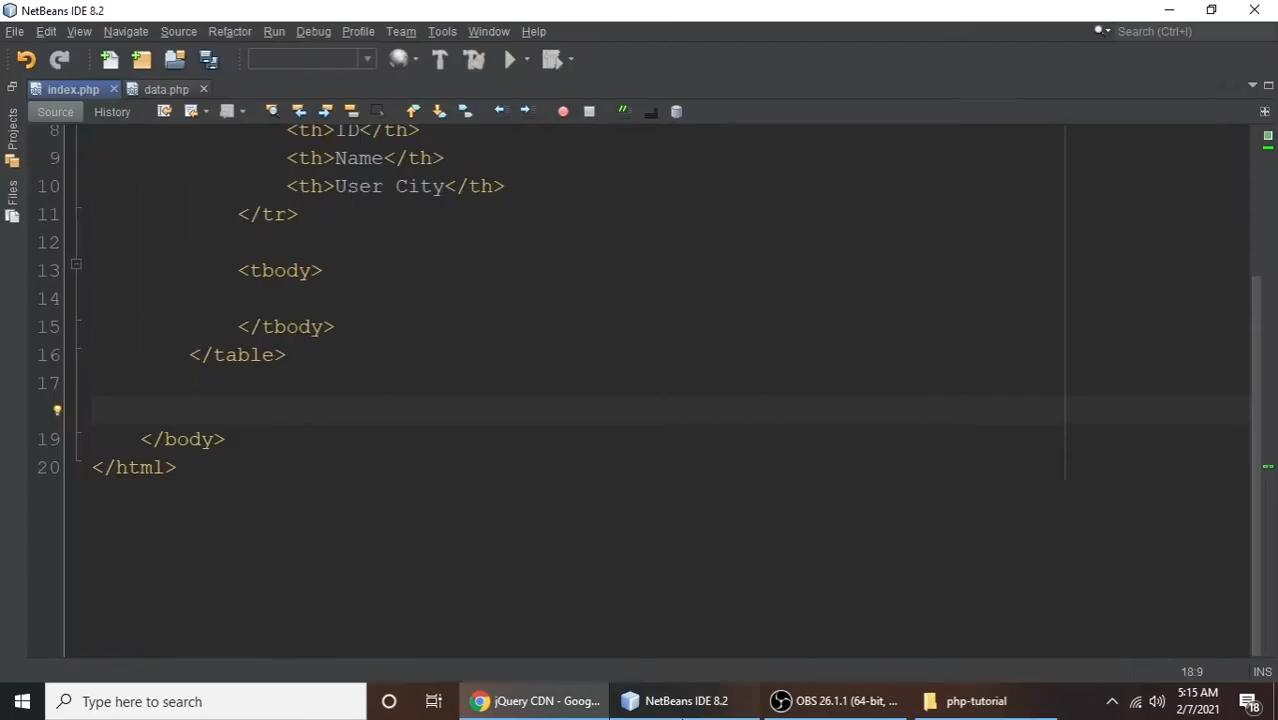 NetBeans IDE 8.2
File Edit View Navigate Source Refactor Run Debug Profile Team Tools Window Help Search (Ctrl+I)
index.php data.php
Source History
Projects
Files
8 <th>ID</th>
9 <th>Name</th>
10 <th>User City</th>
11 </tr>
12
13 <tbody>
14
15 </tbody>
16 </table>
17
19 </body>
20 </html>
18:9 INS
Type here to search jQuery CDN - Goog... NetBeans IDE 8.2 OBS 26.1.1 (64-bit, ... php-tutorial 5:15 AM
2/7/2021 18